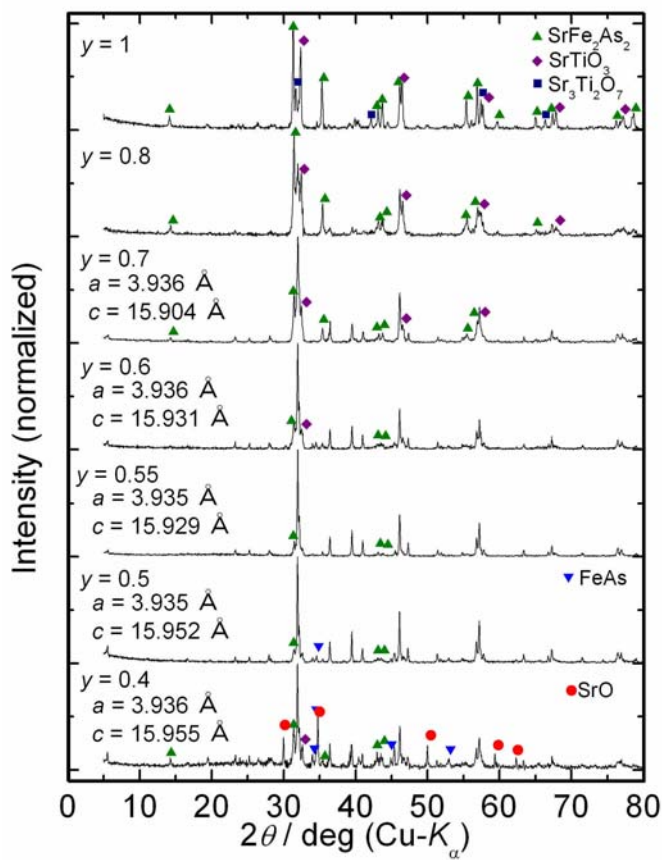 y = 1
SrFe₂As₂
SrTiO₃
Sr₃Ti₂O₇
y = 0.8
y = 0.7
a = 3.936 Å
c = 15.904 Å
y = 0.6
a = 3.936 Å
c = 15.931 Å
y = 0.55
a = 3.935 Å
c = 15.929 Å
y = 0.5
FeAs
a = 3.935 Å
c = 15.952 Å
y = 0.4
SrO
a = 3.936 Å
c = 15.955 Å
Intensity (normalized)
0 10 20 30 40 50 60 70 80
2θ / deg (Cu-Kα)